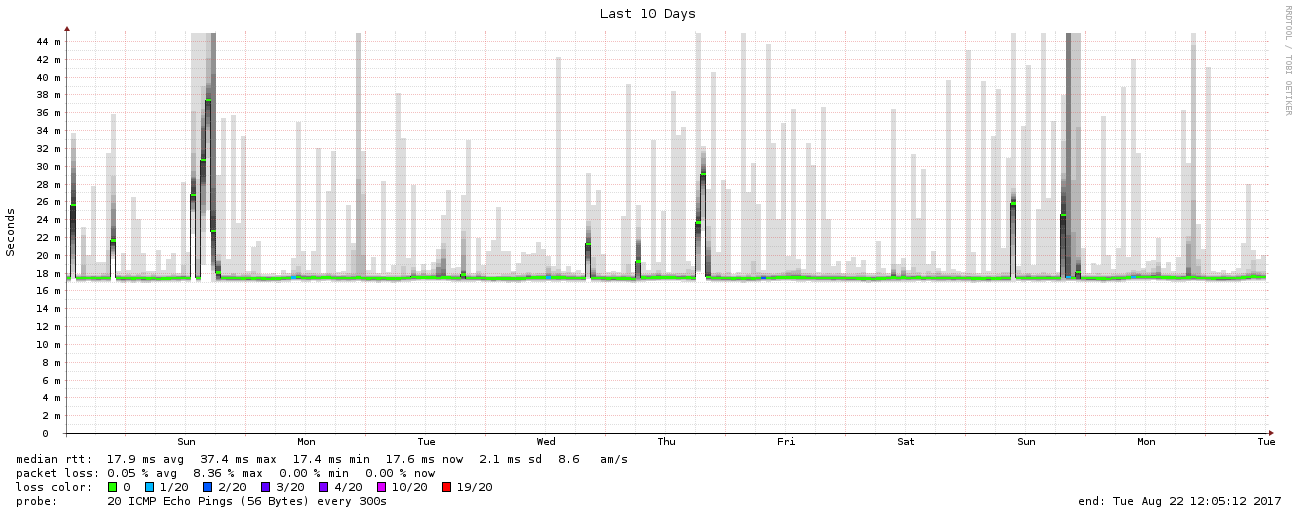 Last 10 Days
RRDTOOL / TOBI OETIKER
Seconds
44 m
42 m
40 m
38 m
36 m
34 m
32 m
30 m
28 m
26 m
24 m
22 m
20 m
18 m
16 m
14 m
12 m
10 m
8 m
6 m
4 m
2 m
0
Sun Mon Tue Wed Thu Fri Sat Sun Mon Tue
median rtt: 17.9 ms avg 37.4 ms max 17.4 ms min 17.6 ms now 2.1 ms sd 8.6 am/s
packet loss: 0.05 % avg 8.36 % max 0.00 % min 0.00 % now
loss color: 0 1/20 2/20 3/20 4/20 10/20 19/20
probe: 20 ICMP Echo Pings (56 Bytes) every 300s end: Tue Aug 22 12:05:12 2017